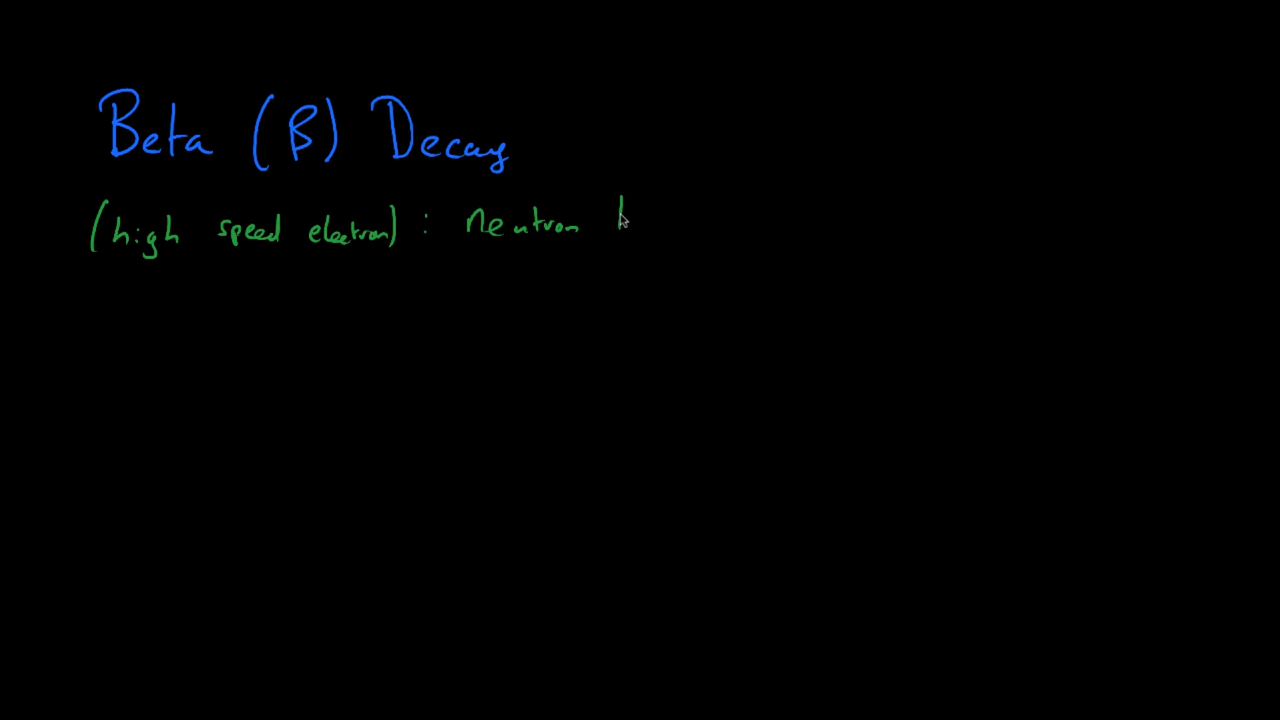 Beta (β) Decay
(high speed electron) : neutron